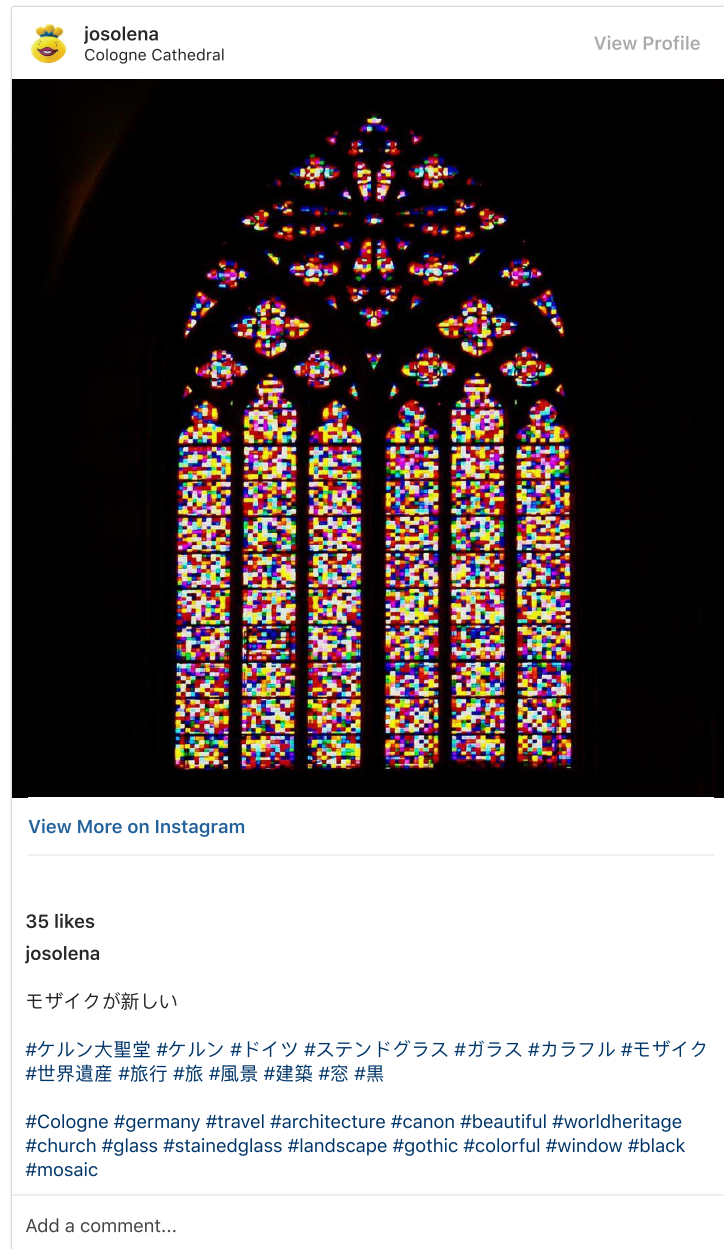 josolena
Cologne Cathedral
View Profile
View More on Instagram
35 likes
josolena
モザイクが新しい
#ケルン大聖堂 #ケルン #ドイツ #ステンドグラス #ガラス #カラフル #モザイク
#世界遺産 #旅行 #旅 #風景 #建築 #窓 #黒
#Cologne #germany #travel #architecture #canon #beautiful #worldheritage
#church #glass #stainedglass #landscape #gothic #colorful #window #black
#mosaic
Add a comment...